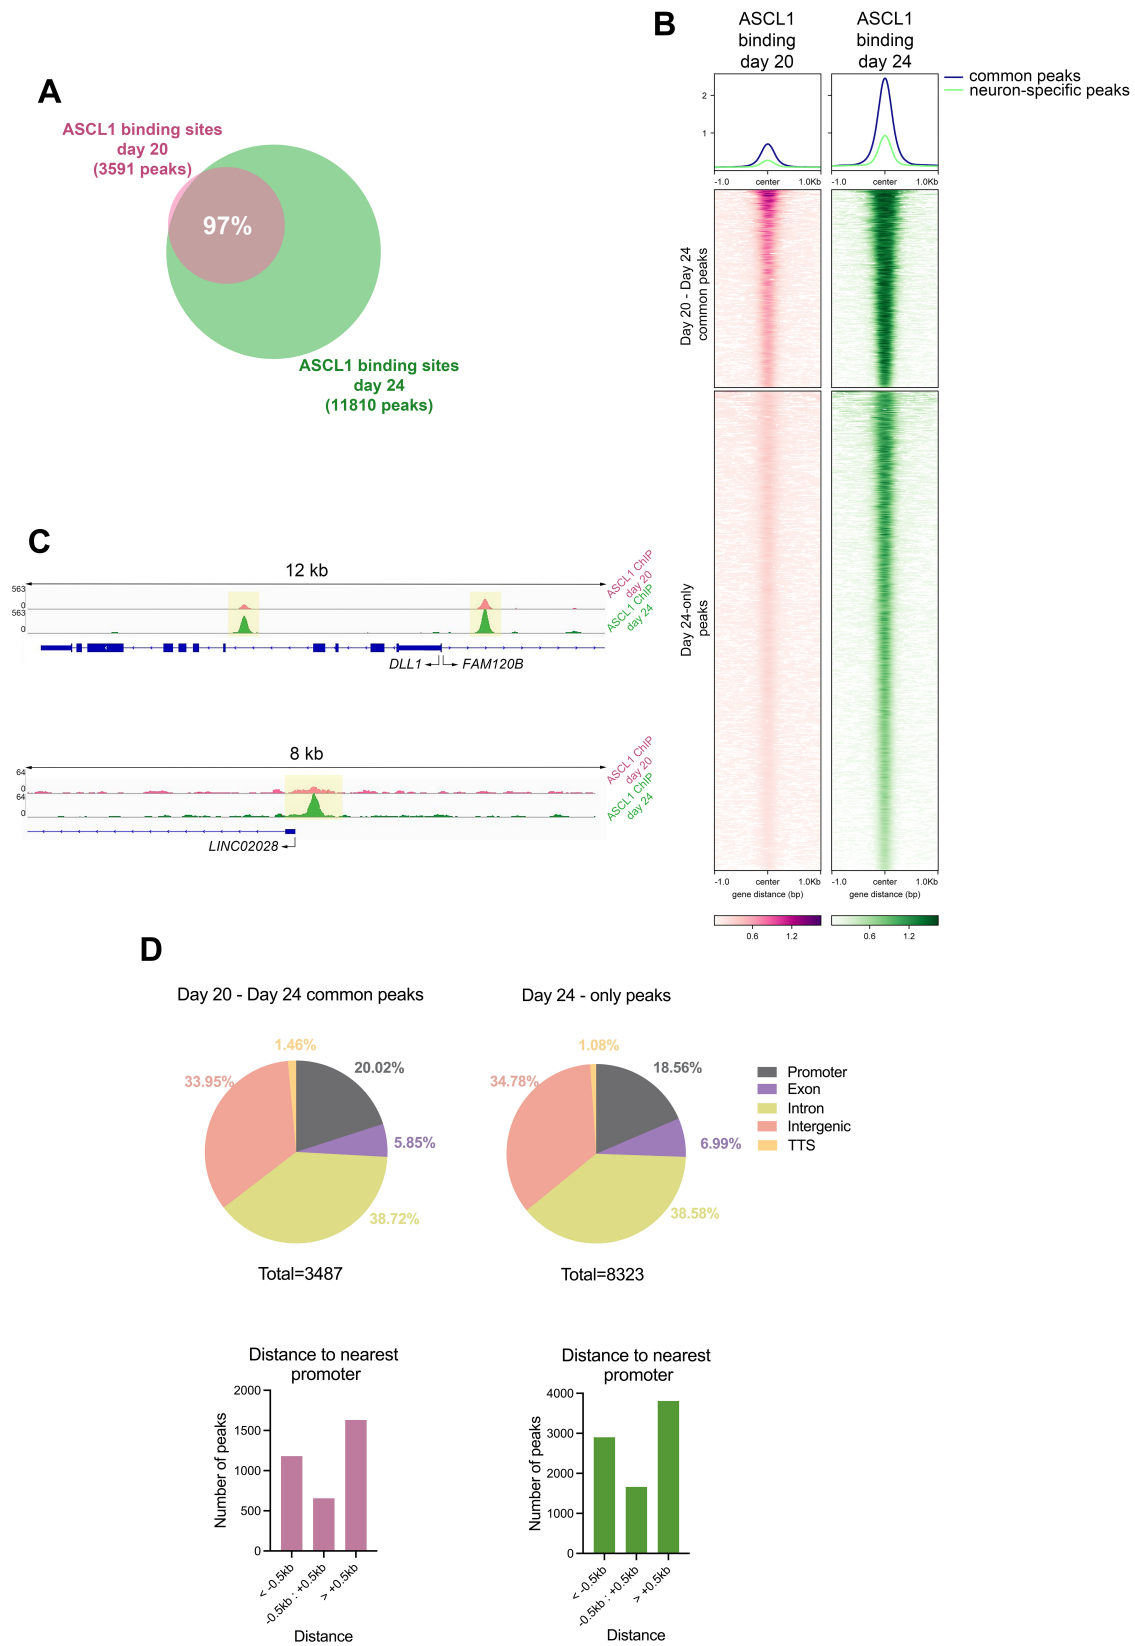 A
ASCL1 binding sites
day 20
(3591 peaks)
97%
ASCL1 binding sites
day 24
(11810 peaks)
B
ASCL1
binding
day 20
ASCL1
binding
day 24
common peaks
neuron-specific peaks
2
1
-1.0 center 1.0Kb
-1.0 center 1.0Kb
Day 20 - Day 24
common peaks
Day 24-only
peaks
-1.0 center 1.0Kb
gene distance (bp)
-1.0 center 1.0Kb
gene distance (bp)
0.6 1.2
0.6 1.2
C
12 kb
563
0
563
0
ASCL1 ChIP
day 20
ASCL1 ChIP
day 24
DLL1 FAM120B
8 kb
64
0
64
0
ASCL1 ChIP
day 20
ASCL1 ChIP
day 24
LINC02028
D
Day 20 - Day 24 common peaks
1.46%
20.02%
33.95%
5.85%
38.72%
Total=3487
Day 24 - only peaks
1.08%
18.56%
34.78%
6.99%
38.58%
Total=8323
Promoter
Exon
Intron
Intergenic
TTS
Distance to nearest
promoter
Number of peaks
2000
1500
1000
500
0
< -0.5kb
-0.5kb : +0.5kb
> +0.5kb
Distance
Distance to nearest
promoter
Number of peaks
4000
3000
2000
1000
0
< -0.5kb
-0.5kb : +0.5kb
> +0.5kb
Distance